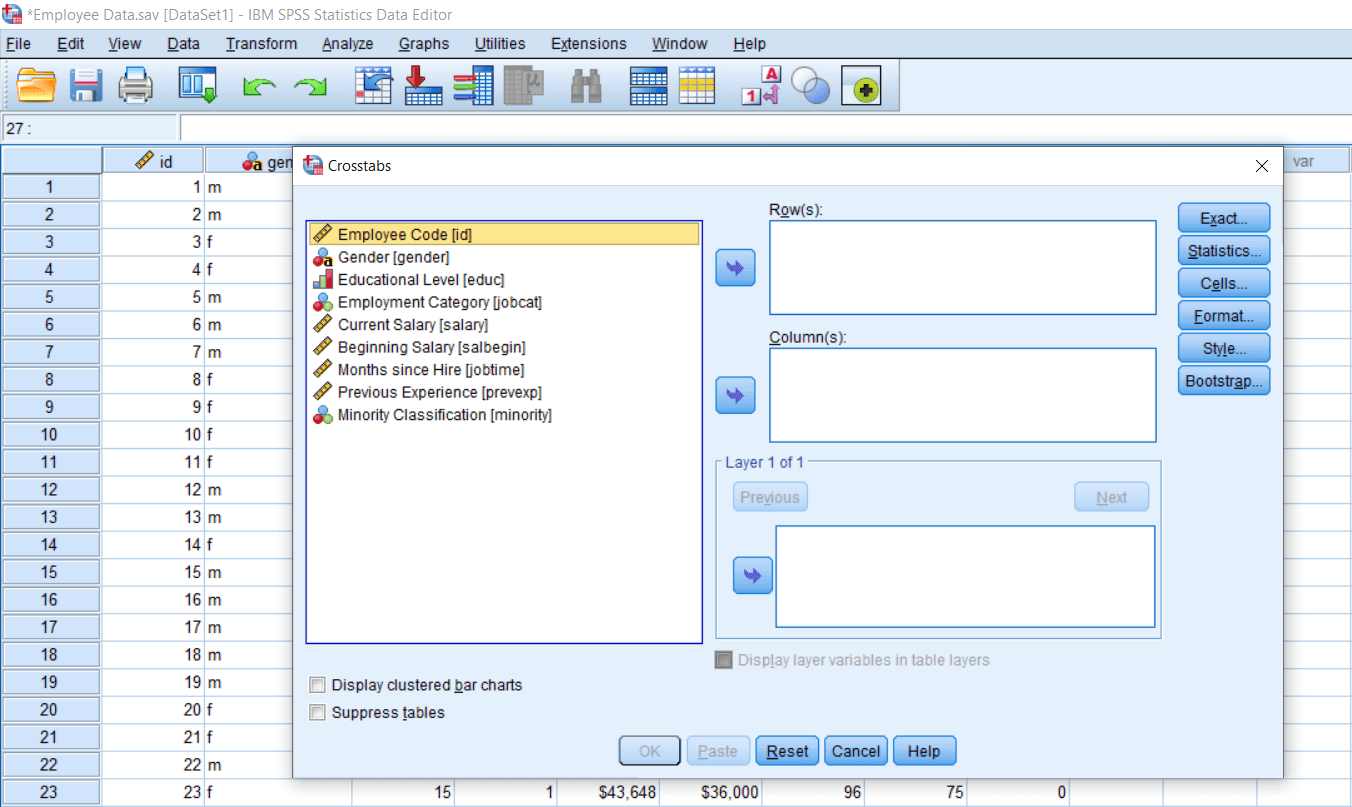 *Employee Data.sav [DataSet1] - IBM SPSS Statistics Data Editor
File Edit View Data Transform Analyze Graphs Utilities Extensions Window Help
A
1
μ
27 :
id
a gen
var
Crosstabs
1 1 m
2 2 m
3 3 f
4 4 f
5 5 m
6 6 m
7 7 m
8 8 f
9 9 f
10 10 f
11 11 f
12 12 m
13 13 m
14 14 f
15 15 m
16 16 m
17 17 m
18 18 m
19 19 m
20 20 f
21 21 f
22 22 m
23 23 f 15 1 $43,648 $36,000 96 75 0
Employee Code [id]
Gender [gender]
Educational Level [educ]
Employment Category [jobcat]
Current Salary [salary]
Beginning Salary [salbegin]
Months since Hire [jobtime]
Previous Experience [prevexp]
Minority Classification [minority]
Row(s):
Column(s):
Layer 1 of 1
Previous Next
Display layer variables in table layers
Exact...
Statistics...
Cells...
Format...
Style...
Bootstrap...
Display clustered bar charts
Suppress tables
OK Paste Reset Cancel Help